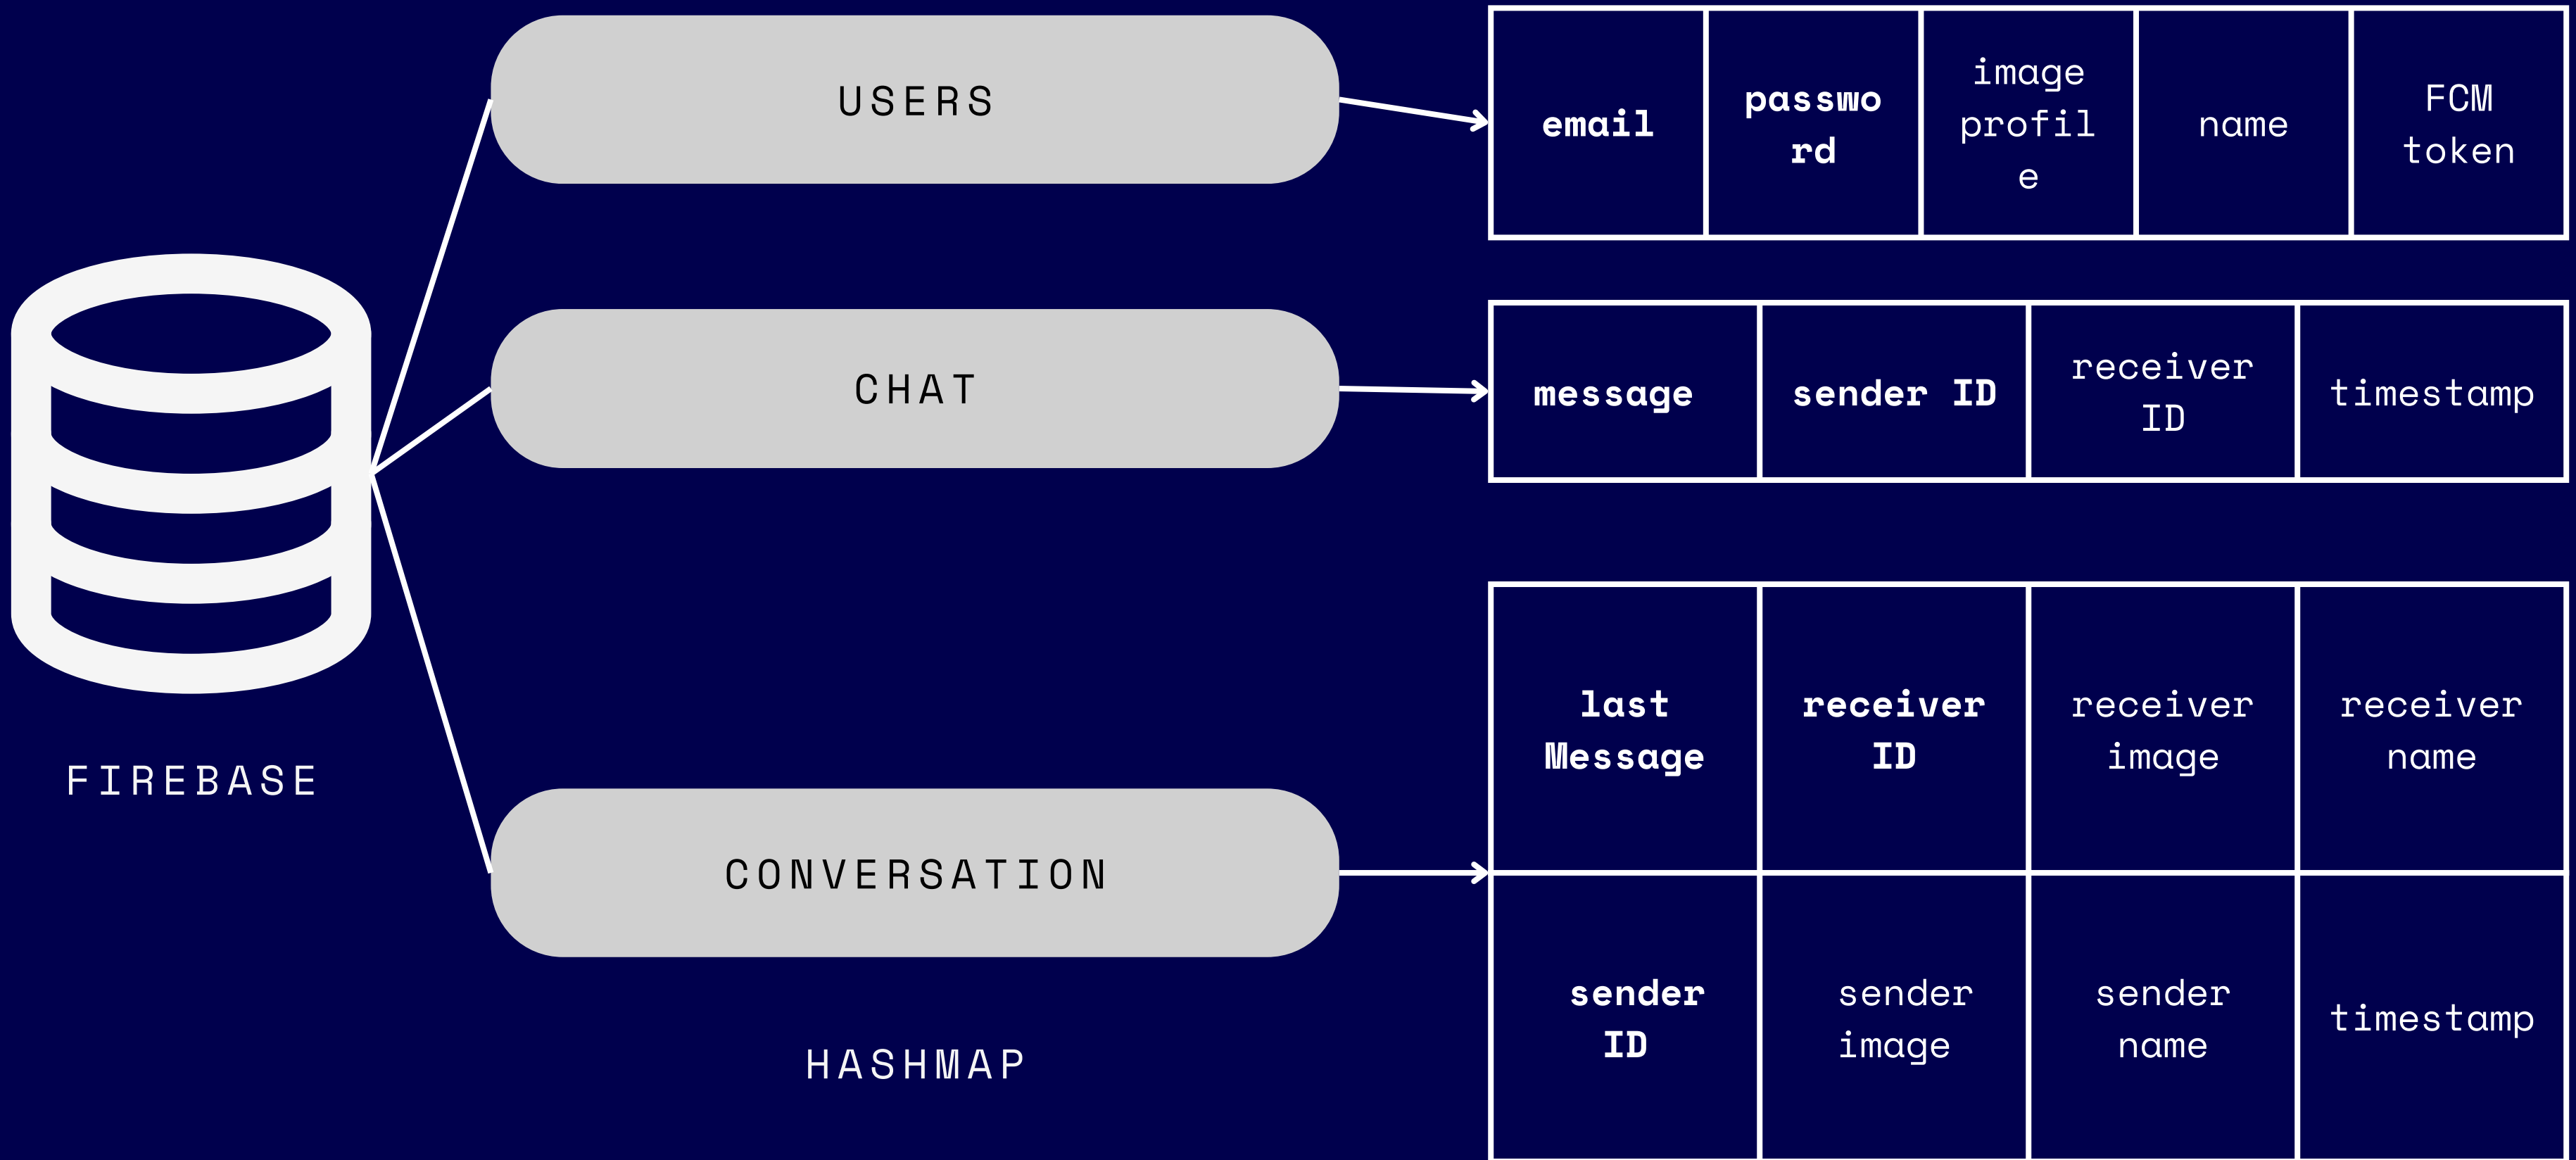 USERS
email
passwo
rd
image
profil
e
name
FCM
token
CHAT
message
sender ID
receiver
ID
timestamp
FIREBASE
CONVERSATION
HASHMAP
last
Message
receiver
ID
receiver
image
receiver
name
sender
ID
sender
image
sender
name
timestamp